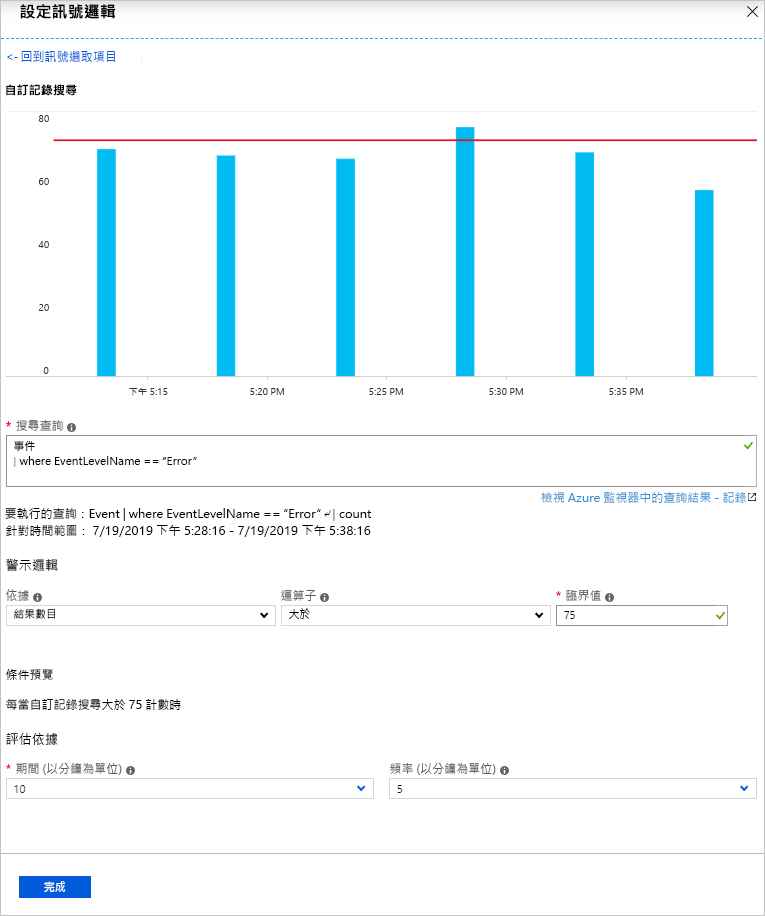 設定訊號邏輯
<- 回到訊號選取項目
自訂記錄搜尋
80
60
40
20
0
下午 5:15 5:20 PM 5:25 PM 5:30 PM 5:35 PM
* 搜尋查詢
事件
| where EventLevelName == “Error”
檢視 Azure 監視器中的查詢結果 - 記錄
要執行的查詢：Event | where EventLevelName == “Error” ⤶ | count
針對時間範圍： 7/19/2019 下午 5:28:16 - 7/19/2019 下午 5:38:16
警示邏輯
依據 運算子 * 臨界值
結果數目 大於 75
條件預覽
每當自訂記錄搜尋大於 75 計數時
評估依據
* 期間 (以分鐘為單位) 頻率 (以分鐘為單位)
10 5
完成